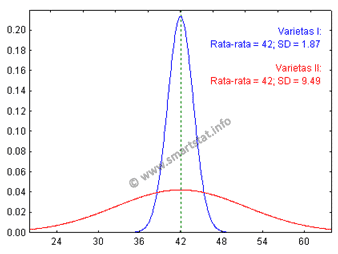 0.20
0.18
0.16
0.14
0.12
0.10
0.08
0.06
0.04
0.02
0.00
24 30 36 42 48 54 60
Varietas I:
Rata-rata = 42; SD = 1.87
Varietas II:
Rata-rata = 42; SD = 9.49
© www.smartstat.info